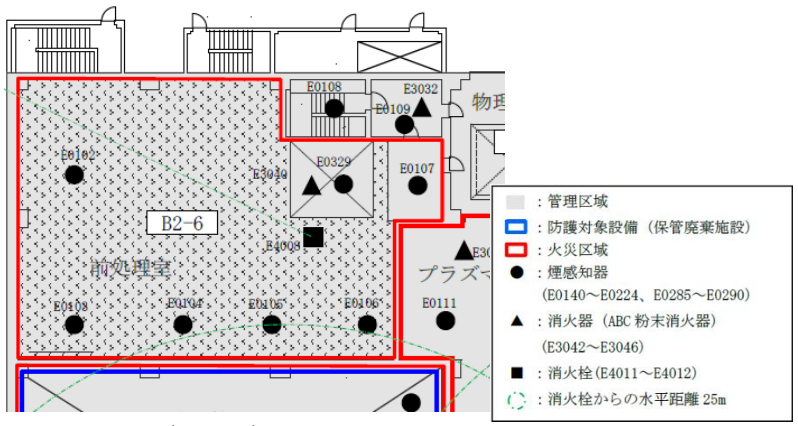 E0108
E3032
E0109
物理
E0102
E3040
E0329
E0107
B2-6
E4008
前処理室
プラズマ
E0103
E0104
E0105
E0106
E0111
:管理区域
:防護対象設備(保管廃棄施設)
:火災区域
:煙感知器
(E0140~E0224、E0285~E0290)
:消火器(ABC 粉末消火器)
(E3042~E3046)
:消火栓(E4011~E4012)
:消火栓からの水平距離 25m